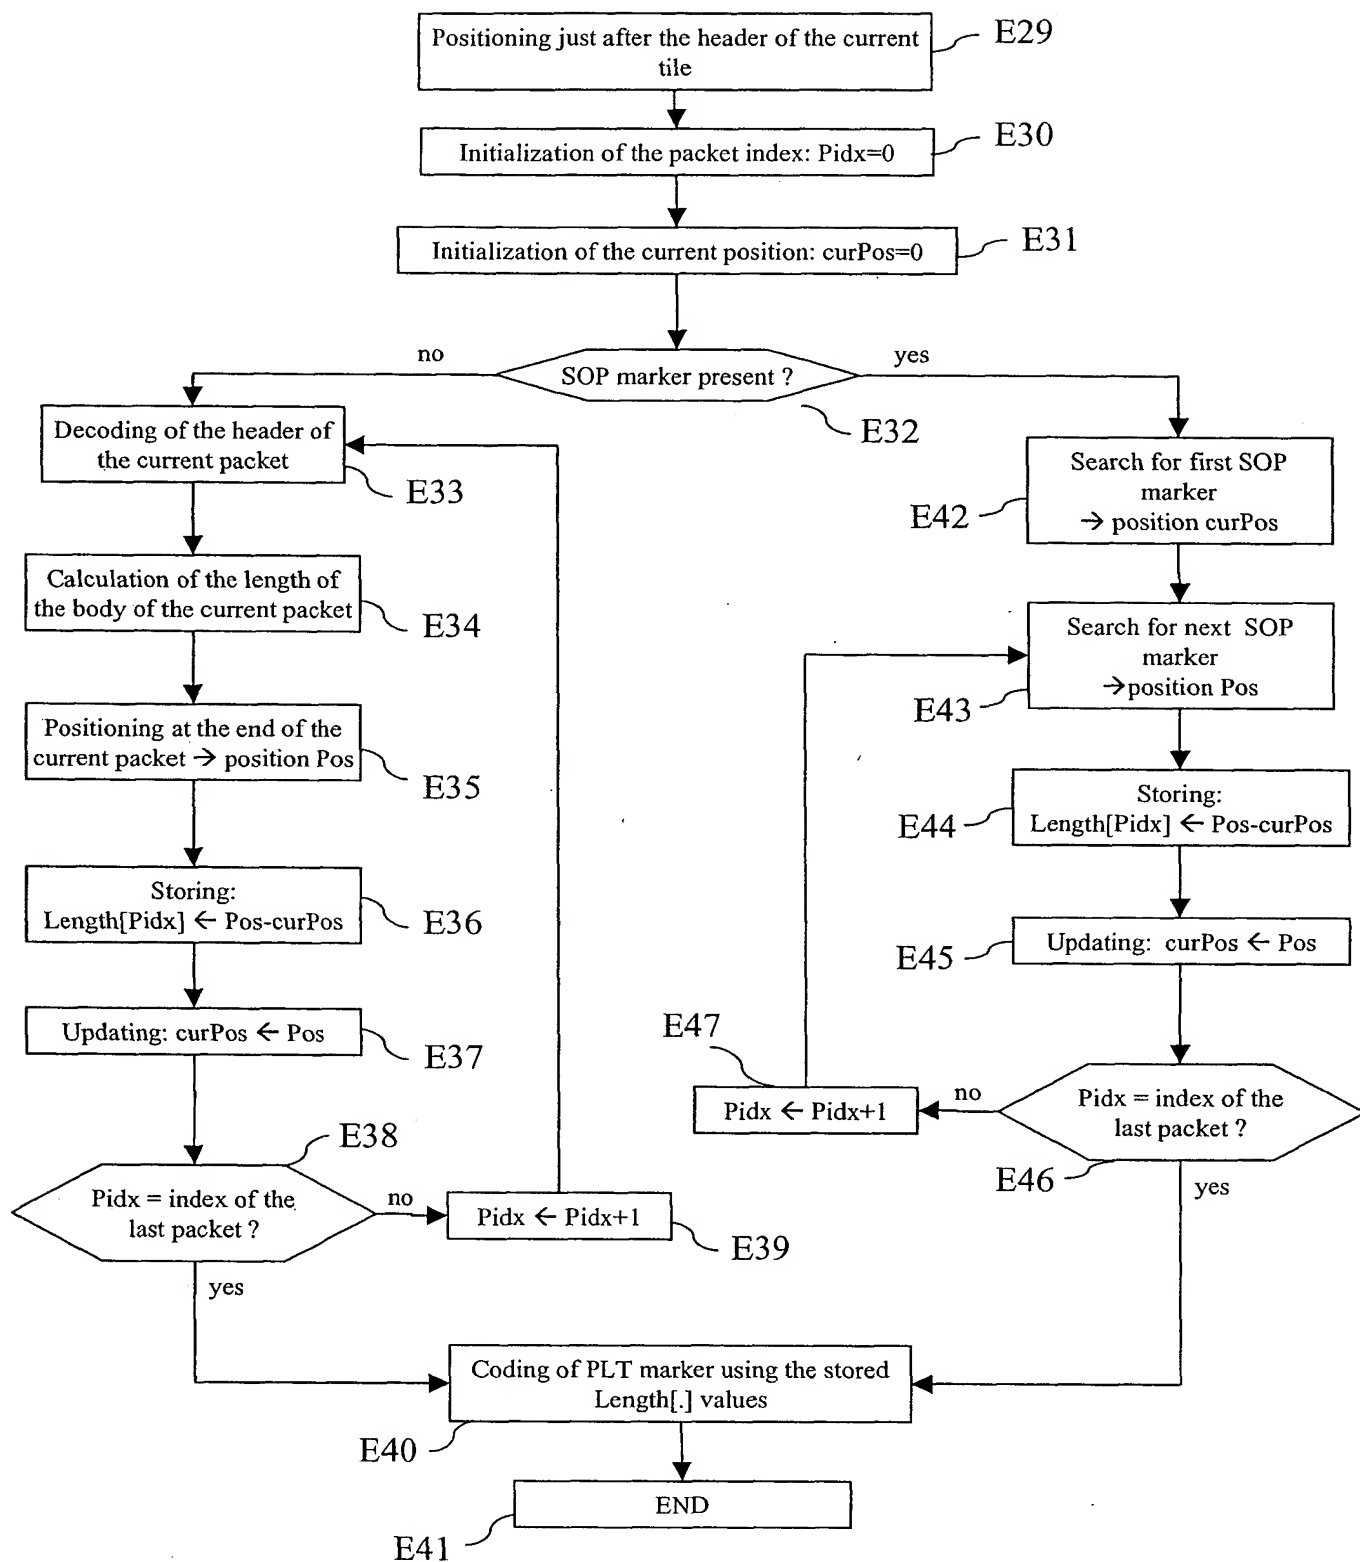 Positioning just after the header of the current
tile
E29
Initialization of the packet index: Pidx=0
E30
Initialization of the current position: curPos=0
E31
no
SOP marker present ?
yes
E32
Decoding of the header of
the current packet
E33
Calculation of the length of
the body of the current packet
E34
Positioning at the end of the
current packet → position Pos
E35
Storing:
Length[Pidx] ← Pos-curPos
E36
Updating: curPos ← Pos
E37
E38
Pidx = index of the
last packet ?
no
Pidx ← Pidx+1
E39
yes
Search for first SOP
marker
→ position curPos
E42
Search for next SOP
marker
→position Pos
E43
Storing:
Length[Pidx] ← Pos-curPos
E44
Updating: curPos ← Pos
E45
E47
Pidx ← Pidx+1
no
Pidx = index of the
last packet ?
E46
yes
Coding of PLT marker using the stored
Length[.] values
E40
END
E41